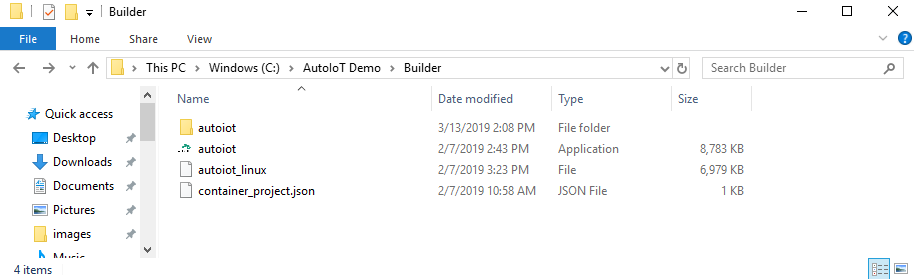 Builder
File Home Share View
This PC Windows (C:) AutoIoT Demo Builder Search Builder
Name Date modified Type Size
Quick access
Desktop
Downloads
Documents
Pictures
images
Music
autoiot 3/13/2019 2:08 PM File folder
autoiot 2/7/2019 2:43 PM Application 8,783 KB
autoiot_linux 2/7/2019 3:23 PM File 6,979 KB
container_project.json 2/7/2019 10:58 AM JSON File 1 KB
4 items